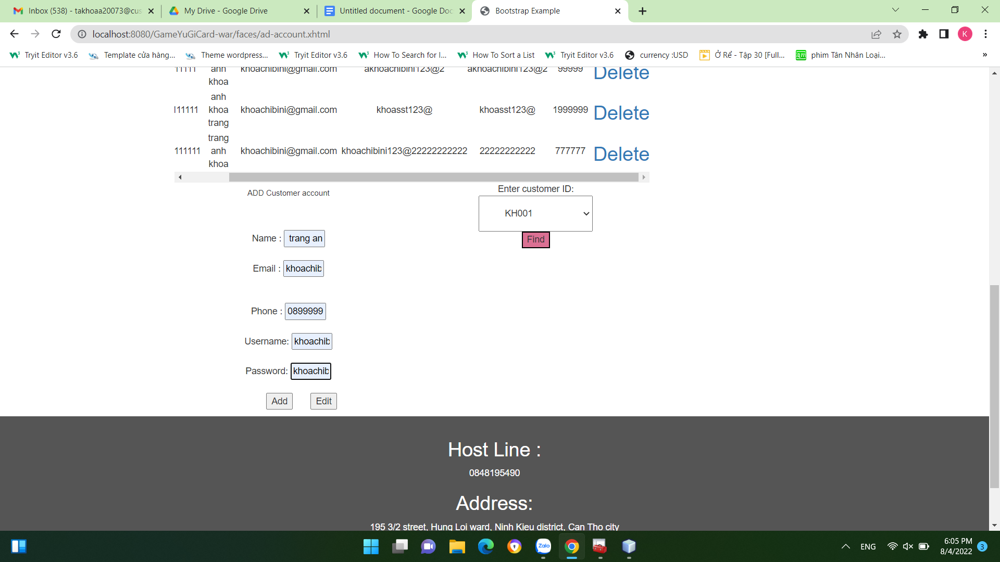 Inbox (538) - takhoaa20073@cus
My Drive - Google Drive
Untitled document - Google Doc
Bootstrap Example
localhost:8080/GameYuGiCard-war/faces/ad-account.xhtml
K
Tryit Editor v3.6
Template cửa hàng...
Theme wordpress...
Tryit Editor v3.6
How To Search for I...
How To Sort a List
Tryit Editor v3.6
currency :USD
Ở Rể - Tập 30 [Full...
phim Tân Nhân Loại...
»
11111 anh khoachibini@gmail.com akhoachibini123@2 akhoachibini123@2 99999 Delete
khoa
anh
111111 khoa khoachibini@gmail.com khoasst123@ khoasst123@ 1999999 Delete
trang
trang
111111 anh khoachibini@gmail.com khoachibini123@22222222222 22222222222 777777 Delete
khoa
ADD Customer account
Enter customer ID:
KH001
Find
Name : trang an
Email : khoachib
Phone : 0899999
Username: khoachib
Password: khoachib
Add Edit
Host Line :
0848195490
Address:
195 3/2 street, Hung Loi ward, Ninh Kieu district, Can Tho city
Zalo
ENG
6:05 PM
8/4/2022
3